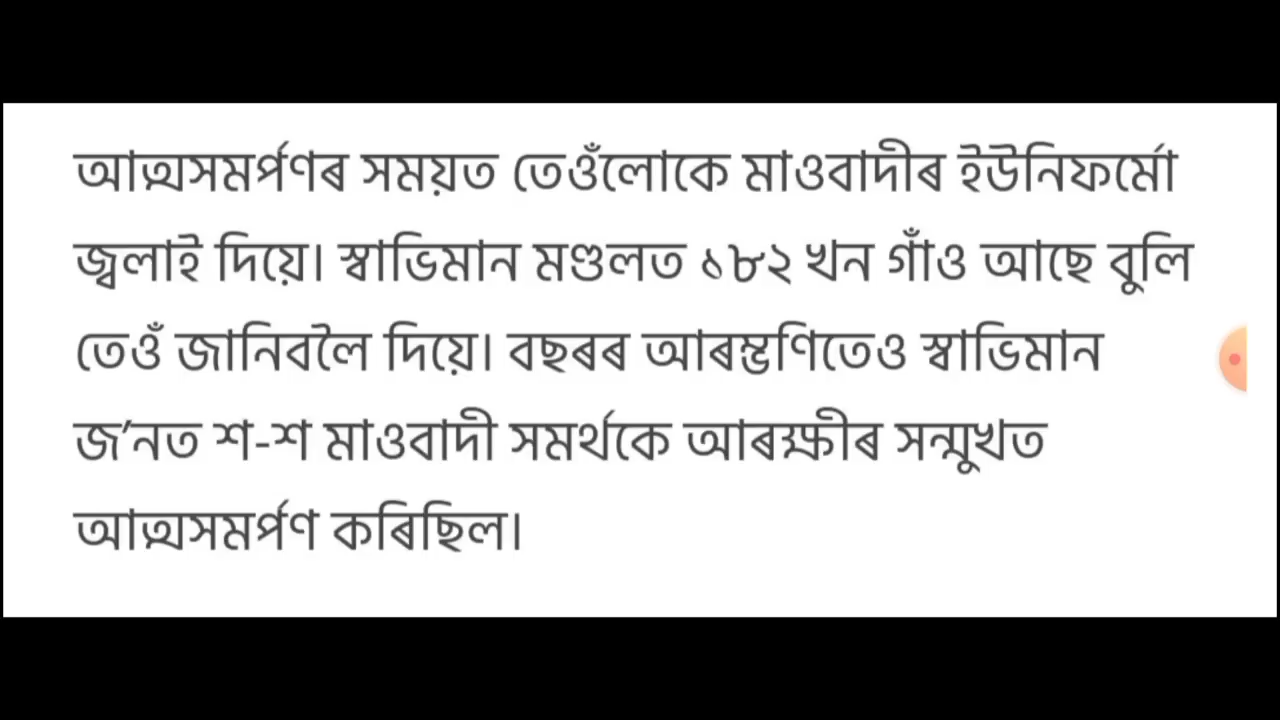 আত্মসমৰ্পণৰ সময়ত তেওঁলোকে মাওবাদীৰ ইউনিফৰ্মো
জ্বলাই দিয়ে। স্বাভিমান মণ্ডলত ১৮২ খন গাঁও আছে বুলি
তেওঁ জানিবলৈ দিয়ে। বছৰৰ আৰম্ভণিতেও স্বাভিমান
জ’নত শ-শ মাওবাদী সমৰ্থকে আৰক্ষীৰ সন্মুখত
আত্মসমৰ্পণ কৰিছিল।